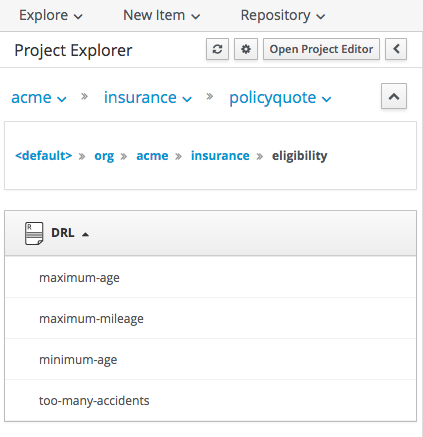 Explore New Item Repository
Project Explorer Open Project Editor
acme » insurance » policyquote
<default> » org » acme » insurance » eligibility
R DRL
maximum-age
maximum-mileage
minimum-age
too-many-accidents